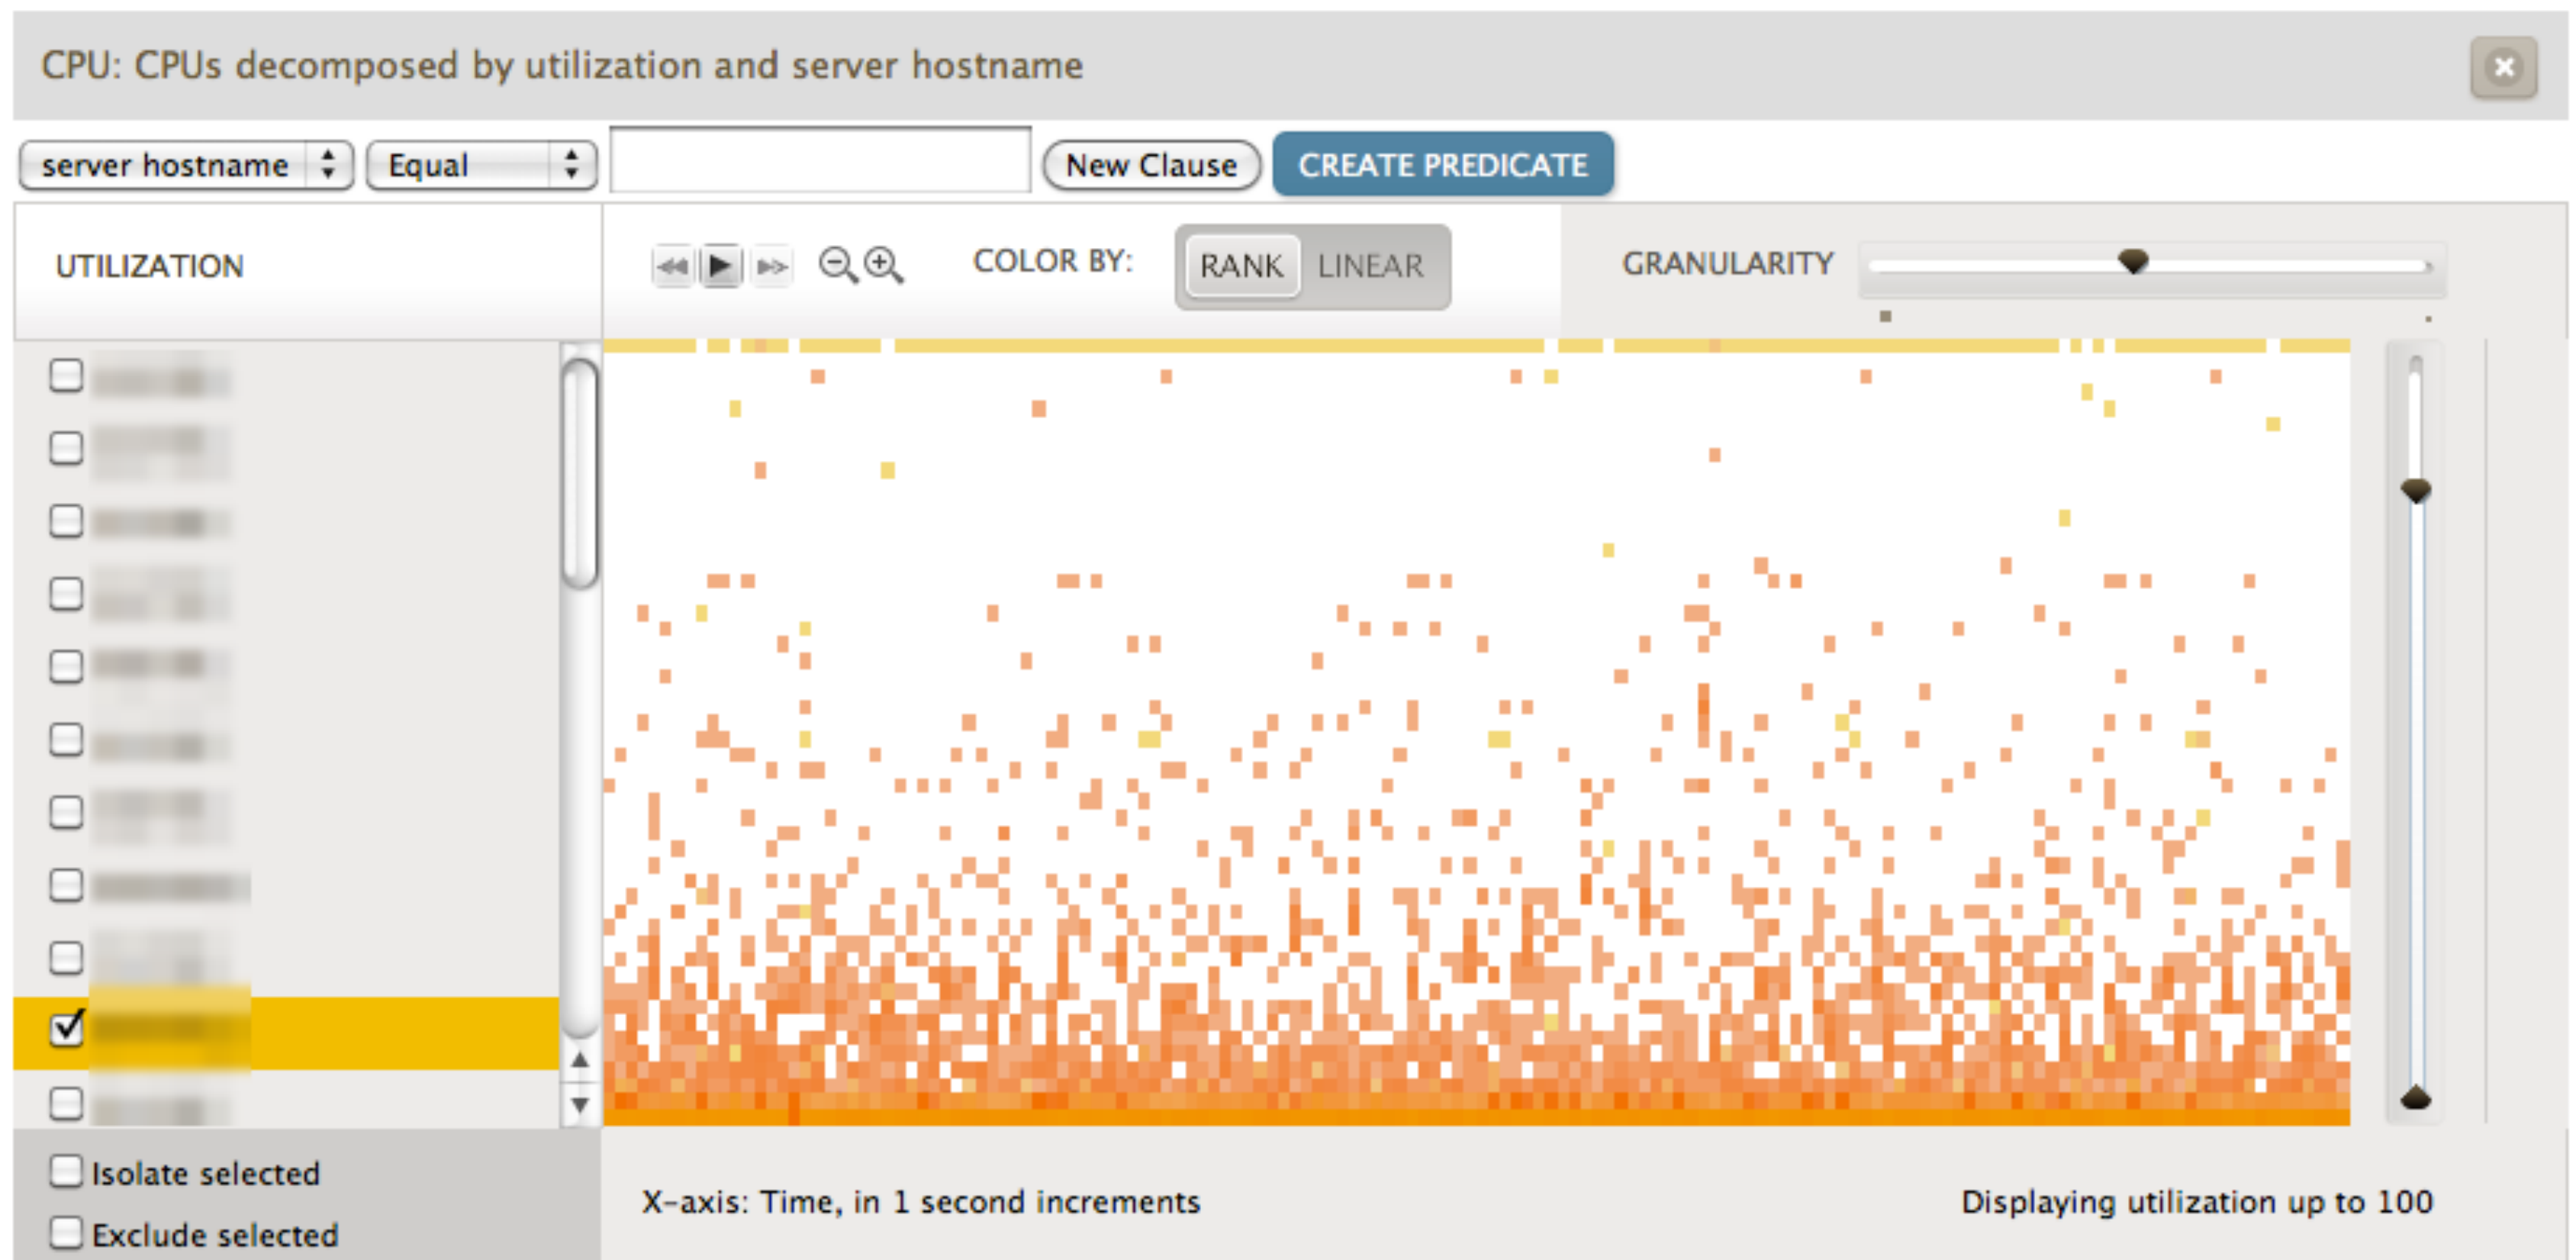 CPU: CPUs decomposed by utilization and server hostname
server hostname Equal New Clause CREATE PREDICATE
UTILIZATION COLOR BY: RANK LINEAR GRANULARITY
Isolate selected
Exclude selected
X-axis: Time, in 1 second increments Displaying utilization up to 100